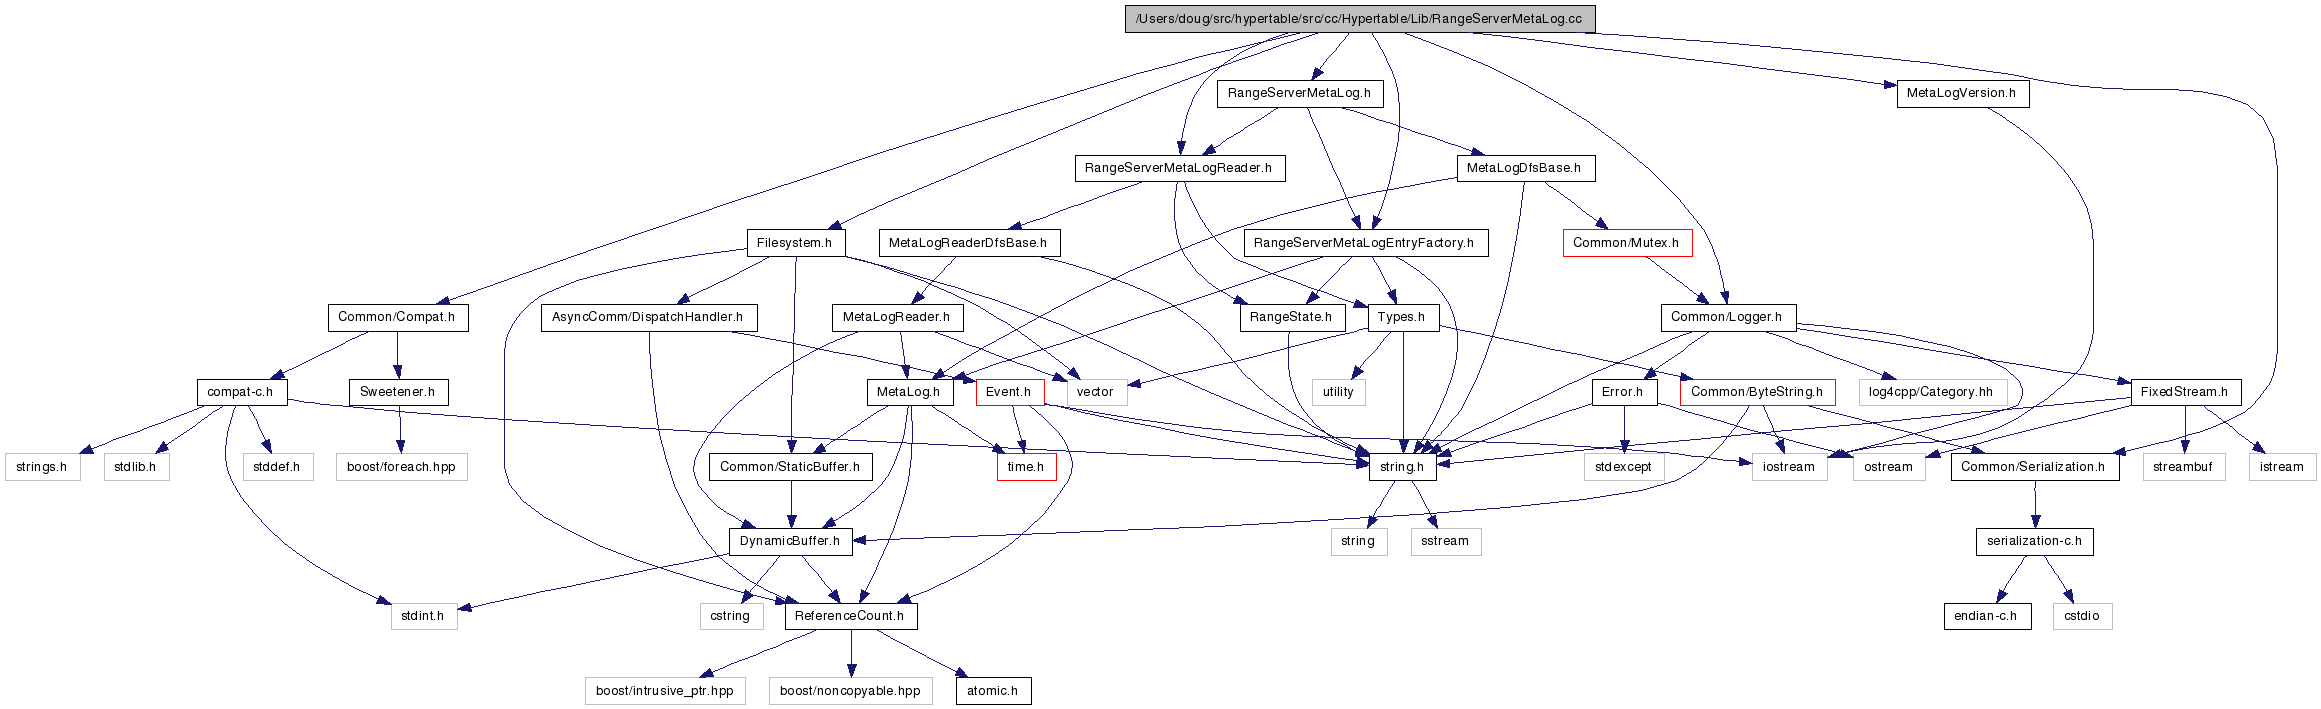 /Users/doug/src/hypertable/src/cc/Hypertable/Lib/RangeServerMetaLog.cc
RangeServerMetaLog.h
MetaLogVersion.h
RangeServerMetaLogReader.h
MetaLogDfsBase.h
Filesystem.h
MetaLogReaderDfsBase.h
RangeServerMetaLogEntryFactory.h
Common/Mutex.h
Common/Compat.h
AsyncComm/DispatchHandler.h
MetaLogReader.h
RangeState.h
Types.h
Common/Logger.h
compat-c.h
Sweetener.h
MetaLog.h
Event.h
vector
utility
Error.h
Common/ByteString.h
log4cpp/Category.hh
FixedStream.h
strings.h
stdlib.h
stddef.h
boost/foreach.hpp
Common/StaticBuffer.h
time.h
string.h
stdexcept
iostream
ostream
Common/Serialization.h
streambuf
istream
DynamicBuffer.h
string
sstream
serialization-c.h
stdint.h
cstring
ReferenceCount.h
endian-c.h
cstdio
boost/intrusive_ptr.hpp
boost/noncopyable.hpp
atomic.h